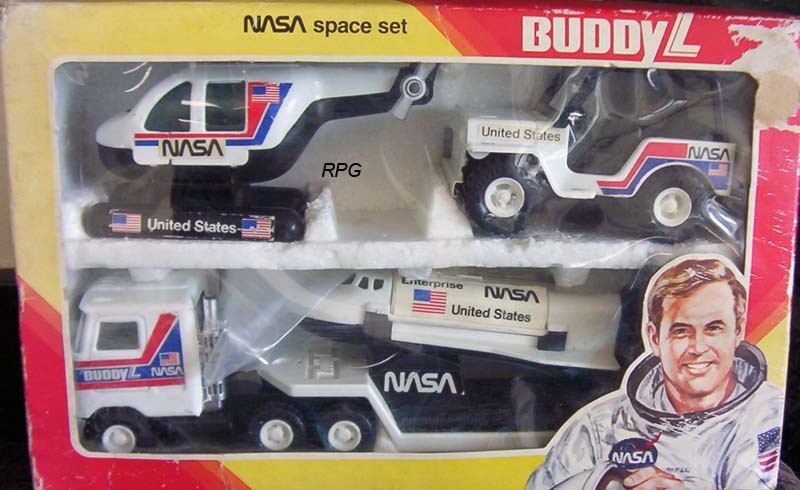 NASA space set
BUDDY L
NASA
United States
RPG
United States
NASA
BUDDY L NASA
Enterprise NASA
United States
NASA
NASA